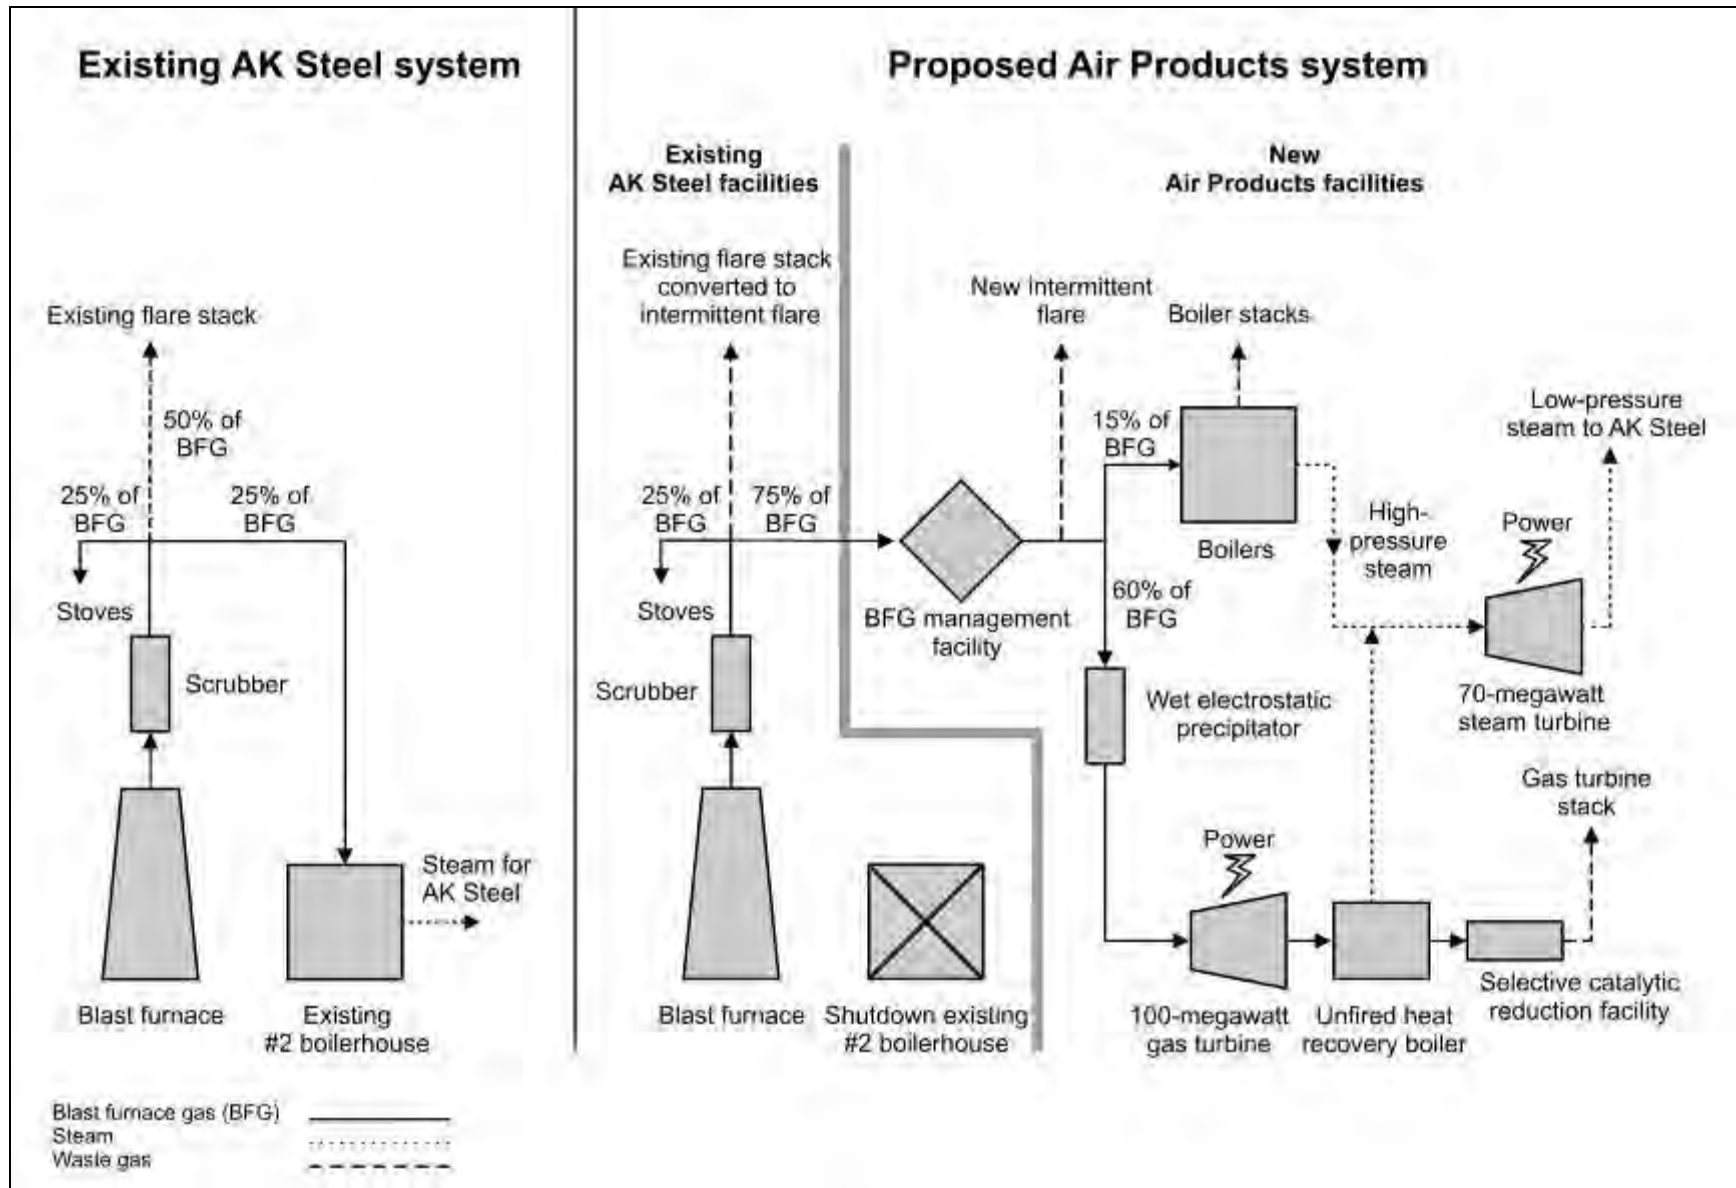 Existing AK Steel system
Existing flare stack
50% of
BFG
25% of
BFG
25% of
BFG
Stoves
Scrubber
Steam for
AK Steel
Blast furnace
Existing
#2 boilerhouse
Blast furnace gas (BFG)
Steam
Waste gas
Proposed Air Products system
Existing
AK Steel facilities
New
Air Products facilities
Existing flare stack
converted to
intermittent flare
25% of
BFG
75% of
BFG
Stoves
Scrubber
Blast furnace
Shutdown existing
#2 boilerhouse
BFG management
facility
New Intermittent
flare
15% of
BFG
Boiler stacks
Boilers
60% of
BFG
High-
pressure
steam
Low-pressure
steam to AK Steel
Power
70-megawatt
steam turbine
Wet electrostatic
precipitator
Power
100-megawatt
gas turbine
Unfired heat
recovery boiler
Gas turbine
stack
Selective catalytic
reduction facility